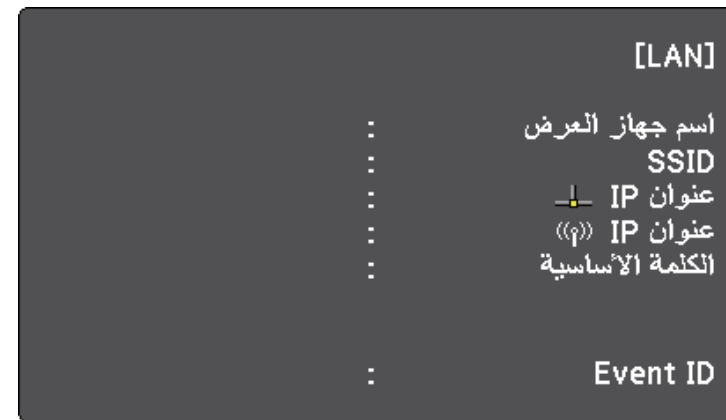 [LAN]
اسم جهاز العرض :
SSID :
عنوان IP :
عنوان IP :
الكلمة الأساسية :
Event ID :